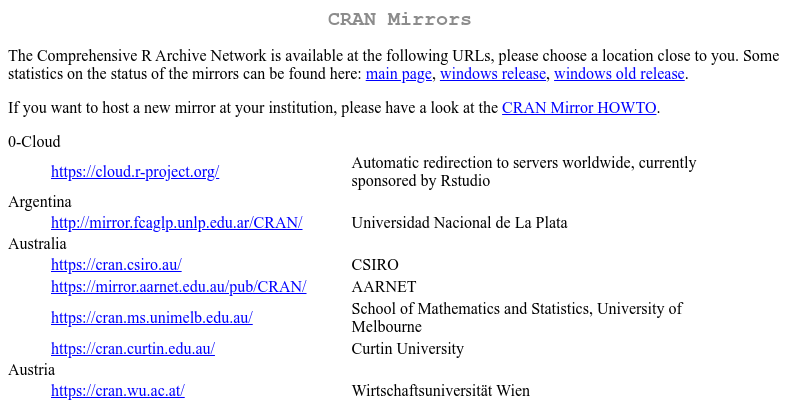 CRAN Mirrors
The Comprehensive R Archive Network is available at the following URLs, please choose a location close to you. Some
statistics on the status of the mirrors can be found here: main page, windows release, windows old release.
If you want to host a new mirror at your institution, please have a look at the CRAN Mirror HOWTO.
0-Cloud
https://cloud.r-project.org/ Automatic redirection to servers worldwide, currently
sponsored by Rstudio
Argentina
http://mirror.fcaglp.unlp.edu.ar/CRAN/ Universidad Nacional de La Plata
Australia
https://cran.csiro.au/ CSIRO
https://mirror.aarnet.edu.au/pub/CRAN/ AARNET
https://cran.ms.unimelb.edu.au/ School of Mathematics and Statistics, University of
Melbourne
https://cran.curtin.edu.au/ Curtin University
Austria
https://cran.wu.ac.at/ Wirtschaftsuniversität Wien